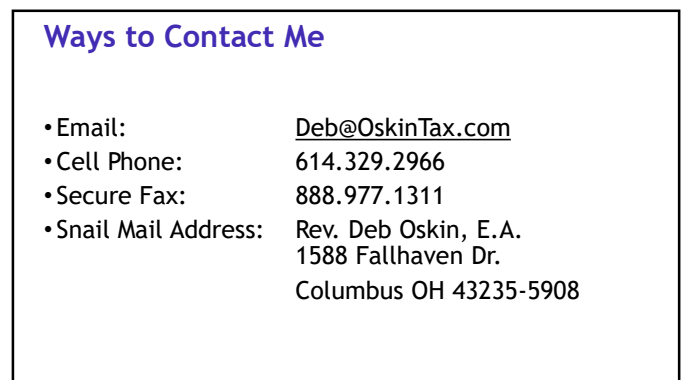 Ways to Contact Me
•Email: Deb@OskinTax.com
•Cell Phone: 614.329.2966
•Secure Fax: 888.977.1311
•Snail Mail Address: Rev. Deb Oskin, E.A.
1588 Fallhaven Dr.
Columbus OH 43235-5908